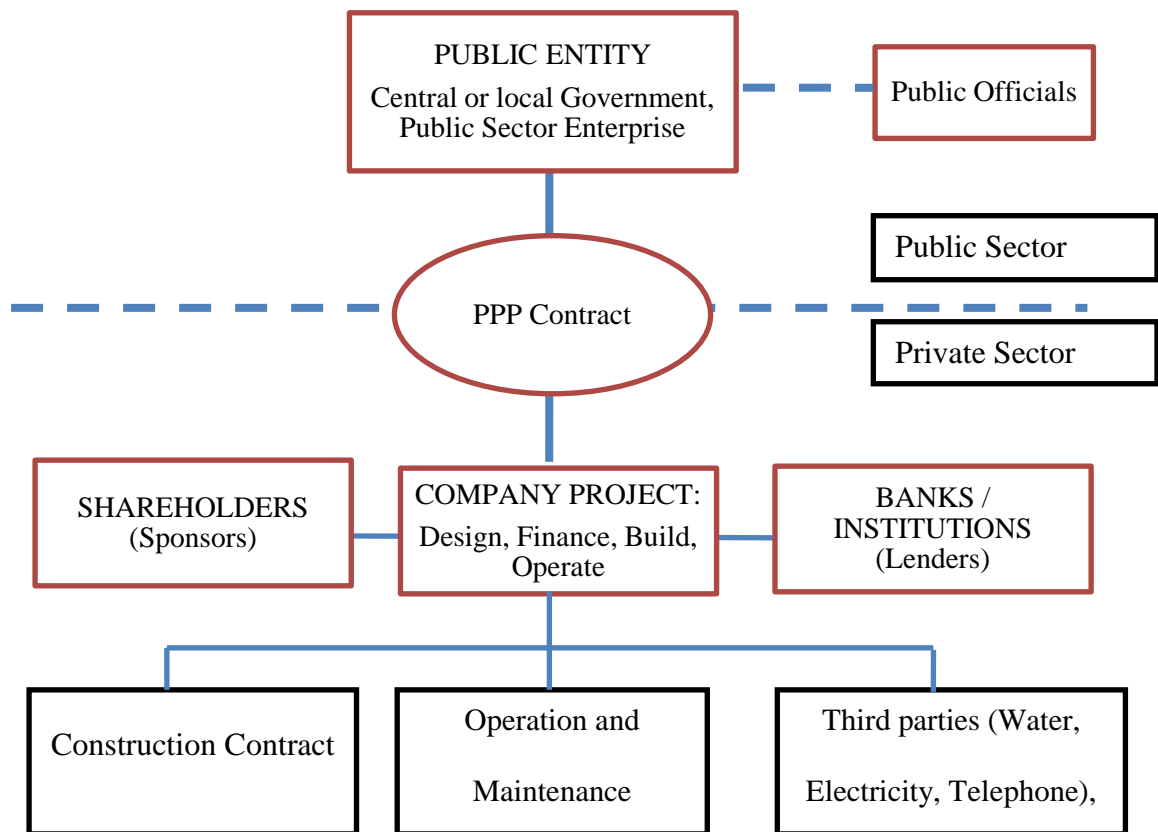 PUBLIC ENTITY
Central or local Government,
Public Sector Enterprise
Public Officials
Public Sector
PPP Contract
Private Sector
SHAREHOLDERS
(Sponsors)
COMPANY PROJECT:
Design, Finance, Build,
Operate
BANKS /
INSTITUTIONS
(Lenders)
Construction Contract
Operation and
Maintenance
Third parties (Water,
Electricity, Telephone),